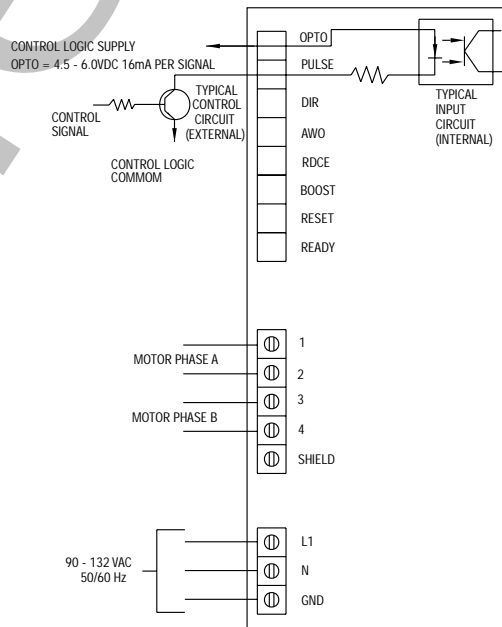 CONTROL LOGIC SUPPLY
OPTO = 4.5 - 6.0VDC 16mA PER SIGNAL
CONTROL
SIGNAL
TYPICAL
CONTROL
CIRCUIT
(EXTERNAL)
CONTROL LOGIC
COMMOM
OPTO
PULSE
DIR
AWO
RDCE
BOOST
RESET
READY
TYPICAL
INPUT
CIRCUIT
(INTERNAL)
MOTOR PHASE A
MOTOR PHASE B
1
2
3
4
SHIELD
90 - 132 VAC
50/60 Hz
L1
N
GND